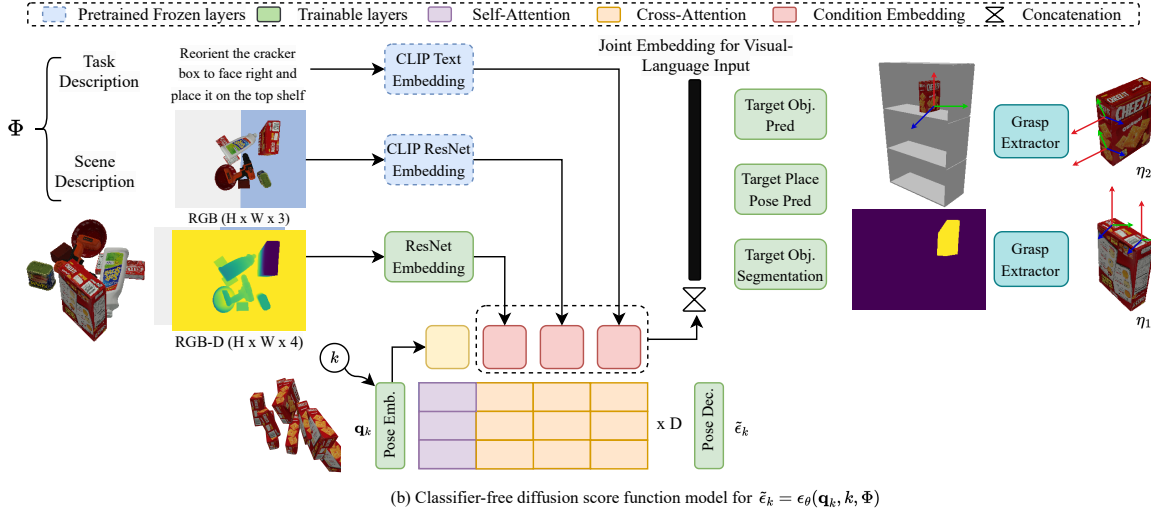 Pretrained Frozen layers
Trainable layers
Self-Attention
Cross-Attention
Condition Embedding
Concatenation
Φ
Task
Description
Scene
Description
Reorient the cracker
box to face right and
place it on the top shelf
RGB (H x W x 3)
RGB-D (H x W x 4)
CLIP Text
Embedding
CLIP ResNet
Embedding
ResNet
Embedding
Joint Embedding for Visual-
Language Input
Target Obj.
Pred
Target Place
Pose Pred
Target Obj.
Segmentation
Grasp
Extractor
CHEEZ-IT
η2
Grasp
Extractor
η1
k
qk
Pose Emb.
x D
Pose Dec.
ϵ̃k
(b) Classifier-free diffusion score function model for ϵ̃k = ϵθ(qk, k, Φ)